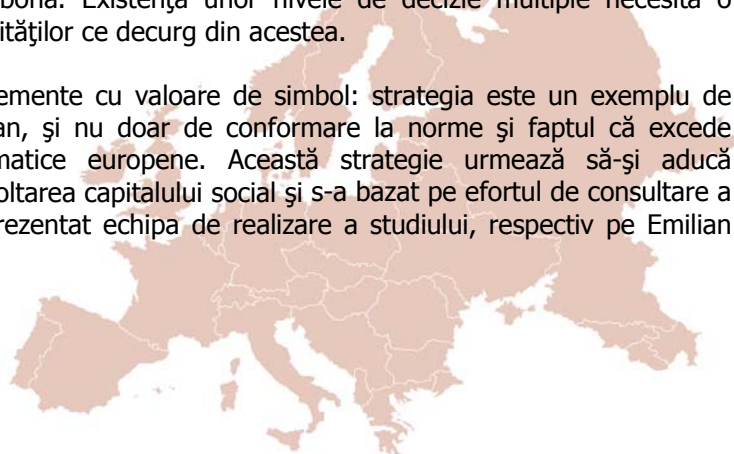 Existenţa unor nivele de decizie multiple necesită o
ităţilor ce decurg din acestea.
emente cu valoare de simbol: strategia este un exemplu de
an, şi nu doar de conformare la norme şi faptul că excede
matice europene. Această strategie urmează să-şi aducă
oltarea capitalului social şi s-a bazat pe efortul de consultare a
rezentat echipa de realizare a studiului, respectiv pe Emilian